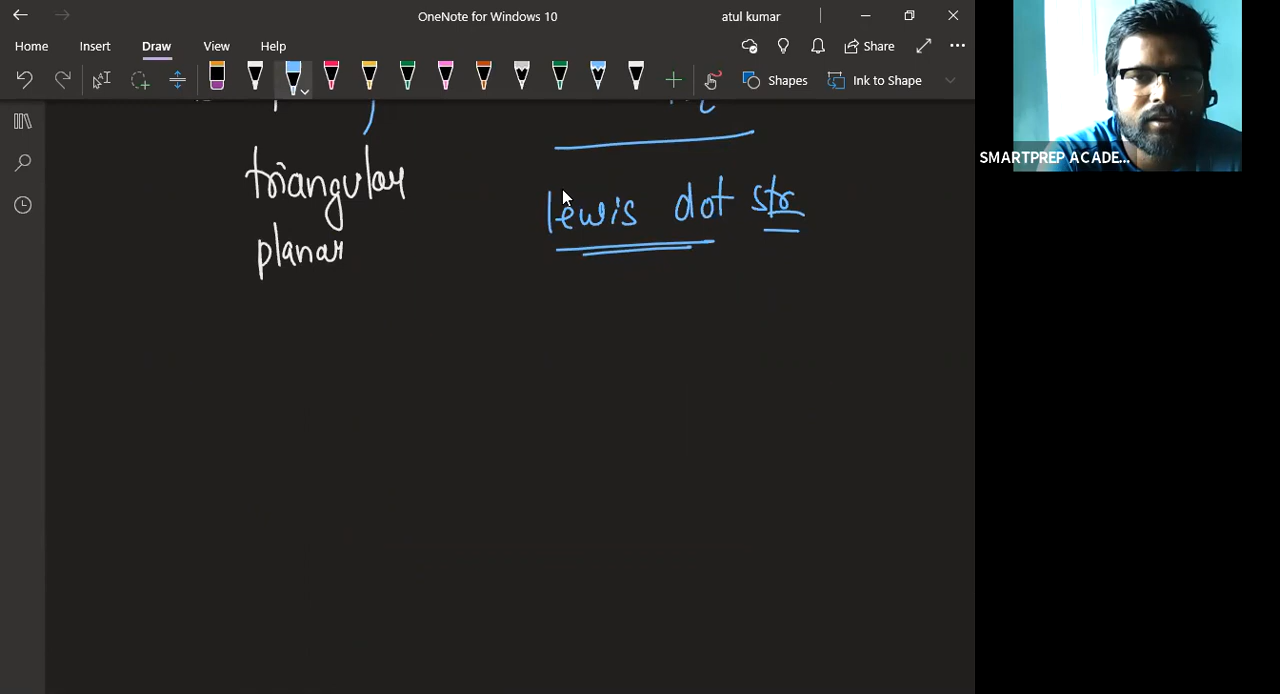 OneNote for Windows 10
atul kumar
Home Insert Draw View Help
Share
Shapes
Ink to Shape
SMARTPREP ACADE...
triangular
planar
lewis dot str